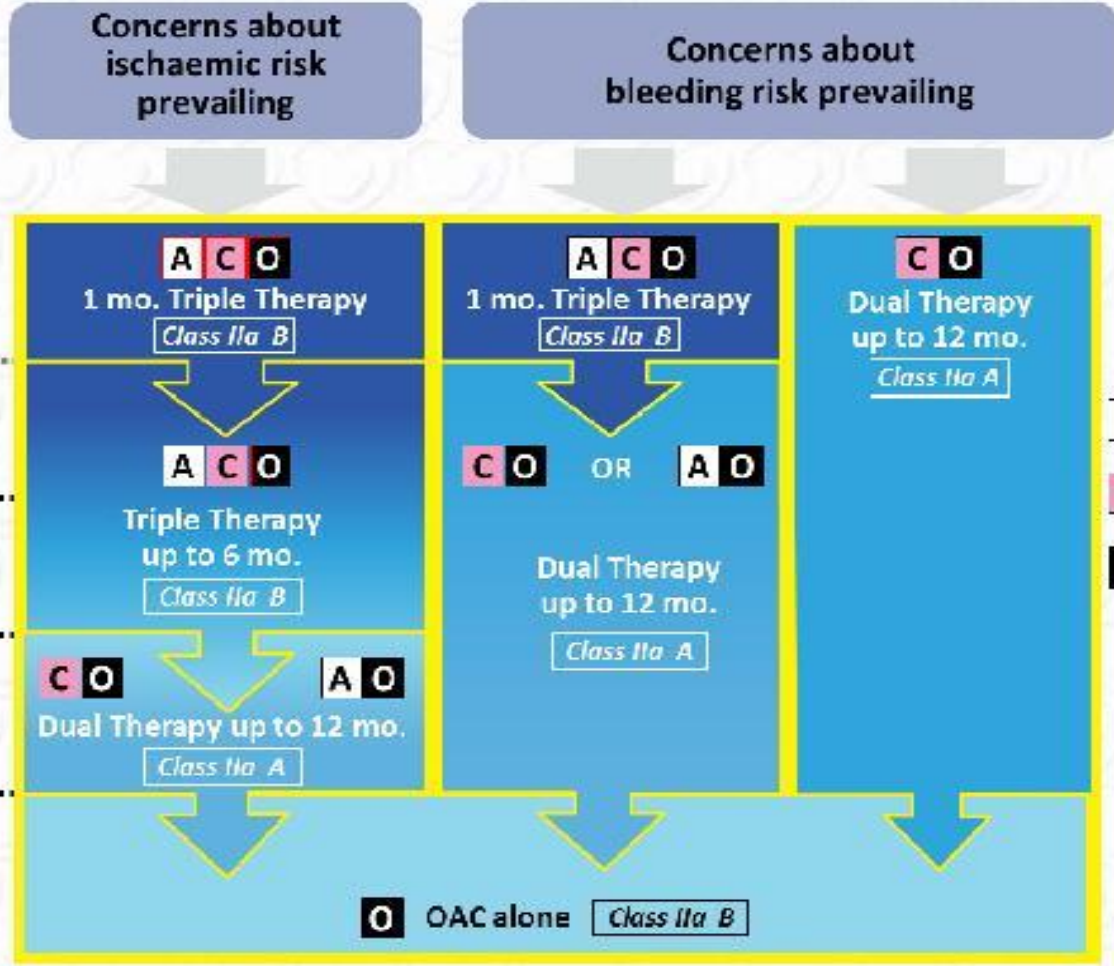 Concerns about
ischaemic risk
prevailing
Concerns about
bleeding risk prevailing
A C O
1 mo. Triple Therapy
Class IIa B
A C O
Triple Therapy
up to 6 mo.
Class IIa B
C O
A O
Dual Therapy up to 12 mo.
Class IIa A
A C O
1 mo. Triple Therapy
Class IIa B
C O OR A O
Dual Therapy
up to 12 mo.
Class IIa A
C O
Dual Therapy
up to 12 mo.
Class IIa A
O OAC alone Class IIa B